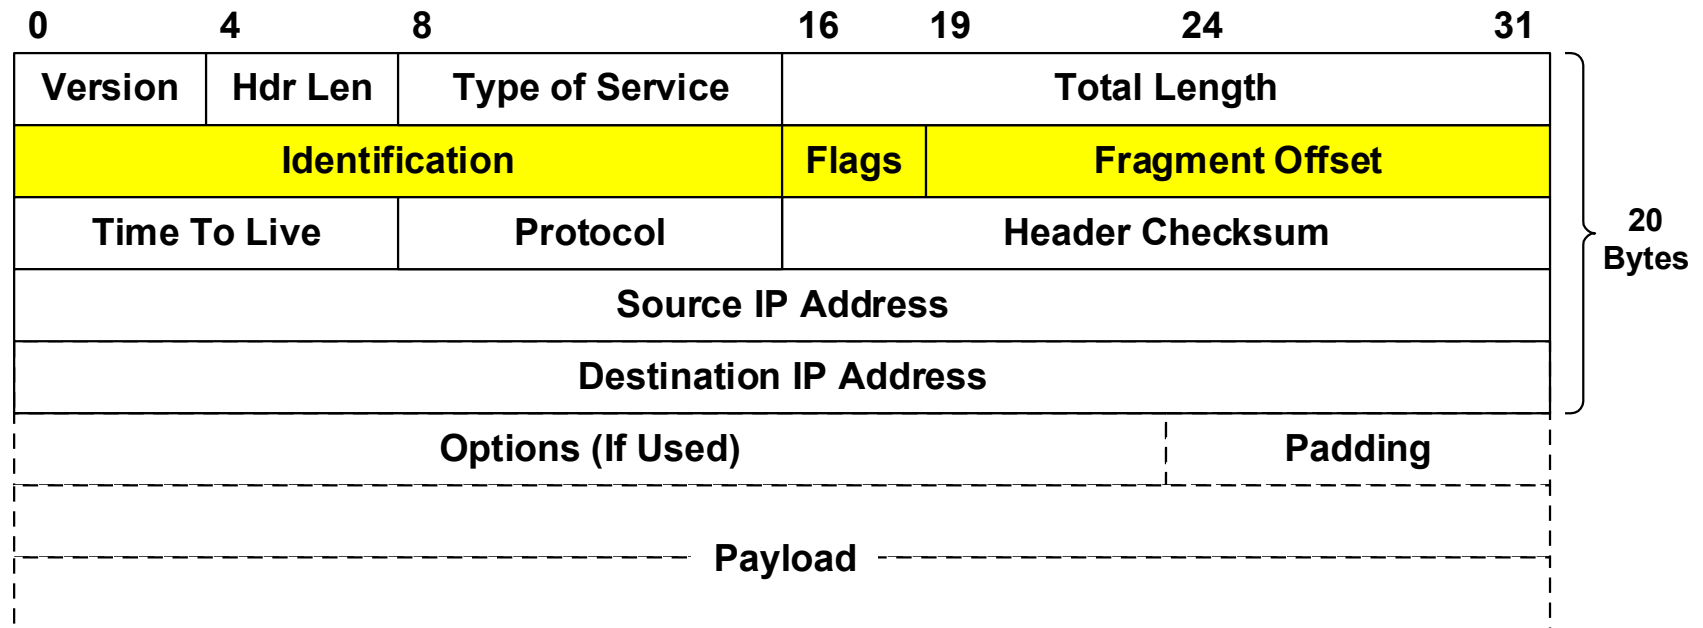 0 4 8 16 19 24 31
Version Hdr Len Type of Service Total Length
Identification Flags Fragment Offset
Time To Live Protocol Header Checksum
20
Bytes
Source IP Address
Destination IP Address
Options (If Used) Padding
Payload